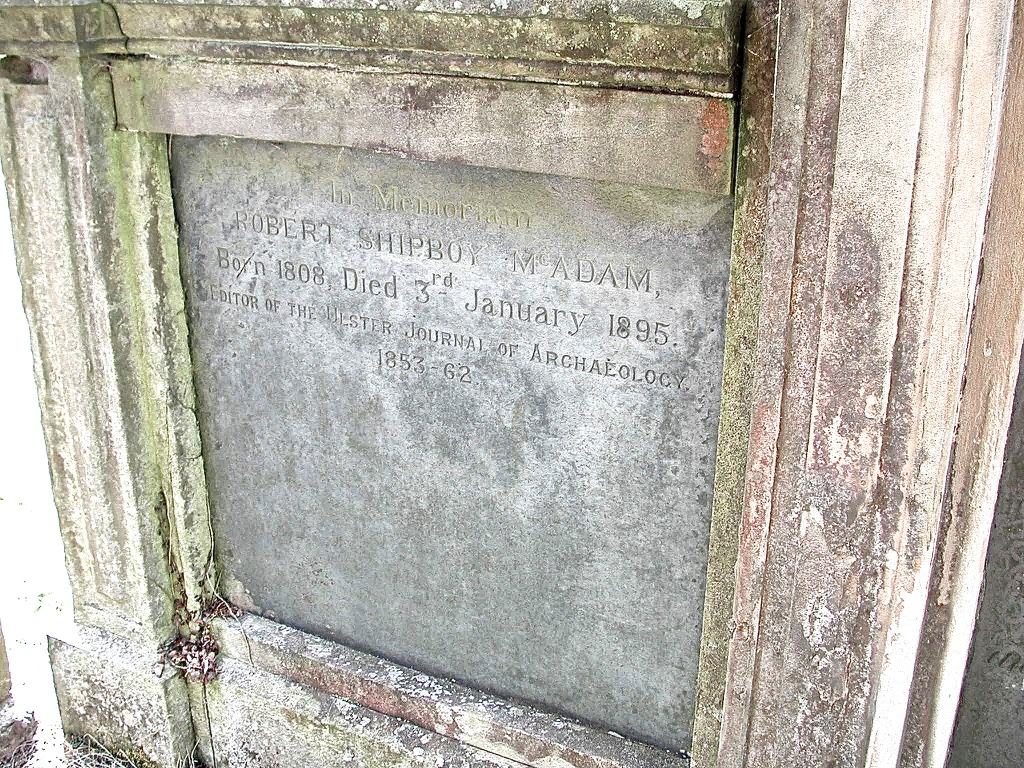 In Memoriam
ROBERT SHIPBOY McADAM,
Born 1808, Died 3rd January 1895.
EDITOR OF THE ULSTER JOURNAL OF ARCHAEOLOGY.
1853-62.